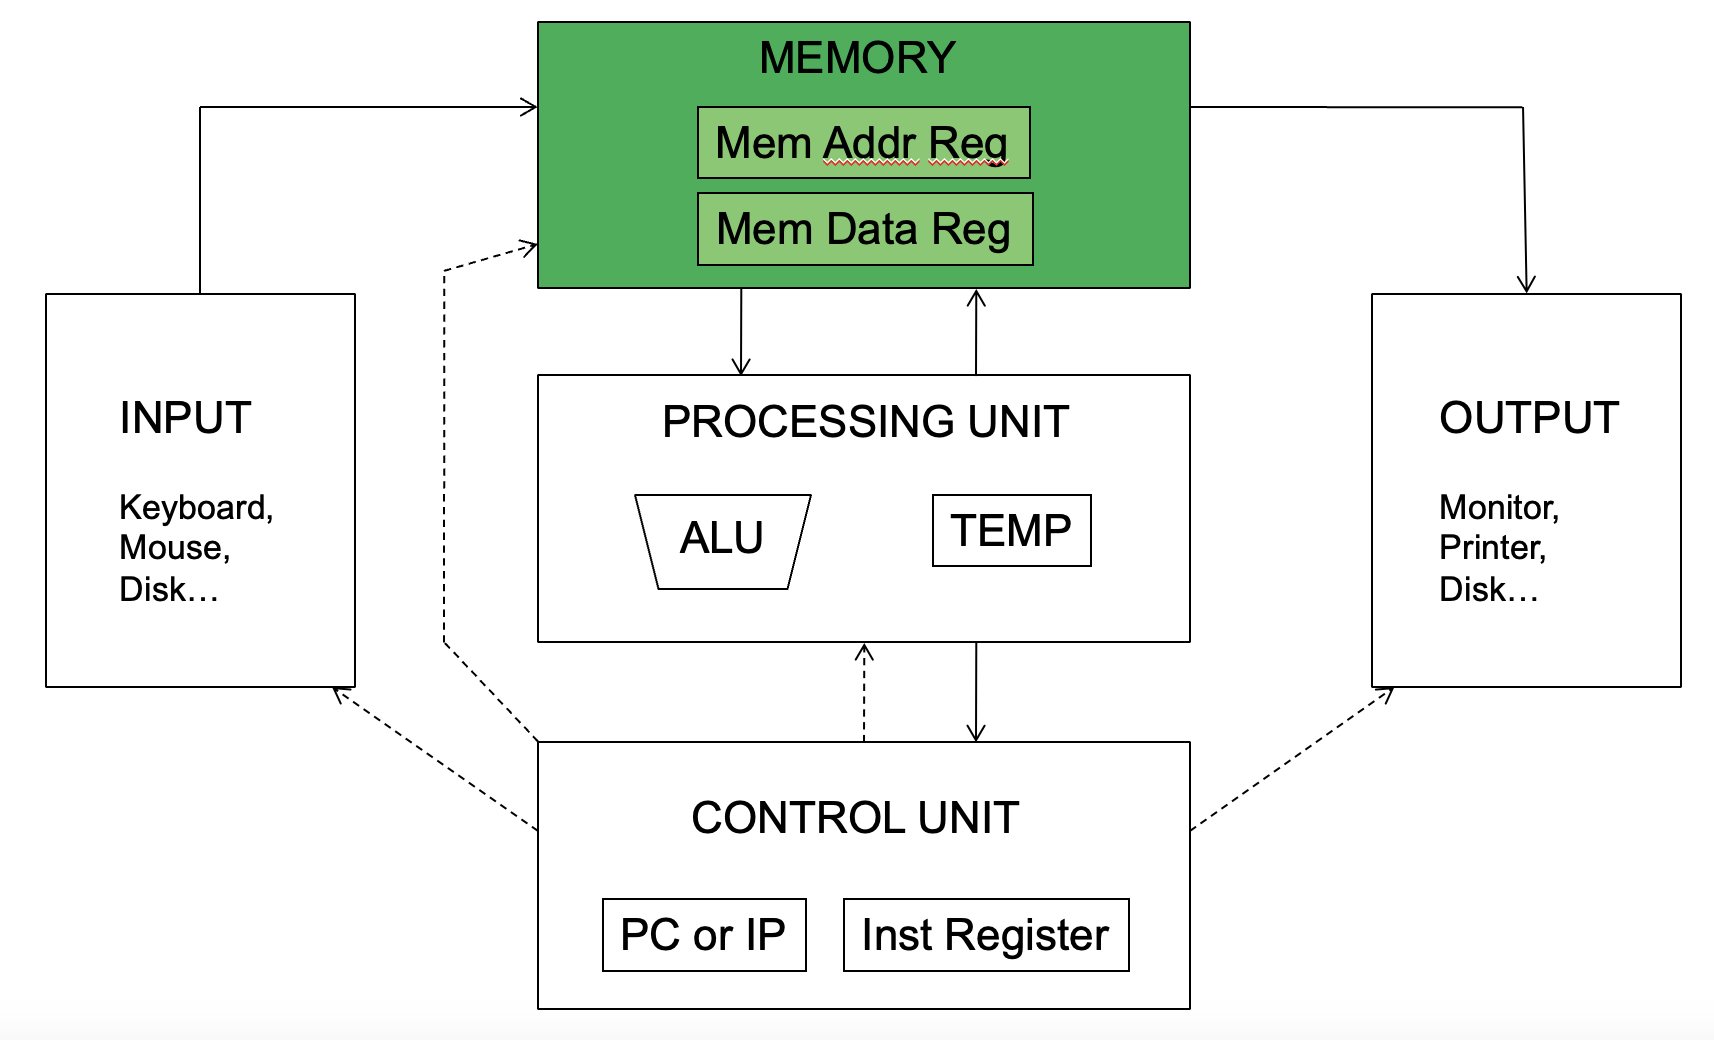 MEMORY
Mem Addr Reg
Mem Data Reg
INPUT
Keyboard,
Mouse,
Disk…
PROCESSING UNIT
ALU
TEMP
OUTPUT
Monitor,
Printer,
Disk…
CONTROL UNIT
PC or IP
Inst Register